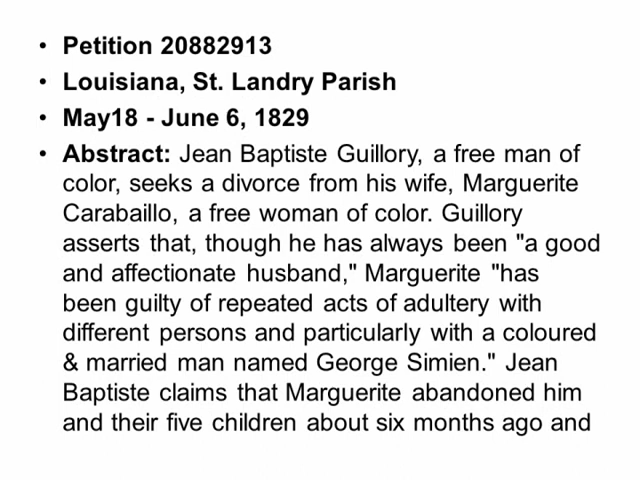 • Petition 20882913
• Louisiana, St. Landry Parish
• May18 - June 6, 1829
• Abstract: Jean Baptiste Guillory, a free man of
color, seeks a divorce from his wife, Marguerite
Carabaillo, a free woman of color. Guillory
asserts that, though he has always been "a good
and affectionate husband," Marguerite "has
been guilty of repeated acts of adultery with
different persons and particularly with a coloured
& married man named George Simien." Jean
Baptiste claims that Marguerite abandoned him
and their five children about six months ago and